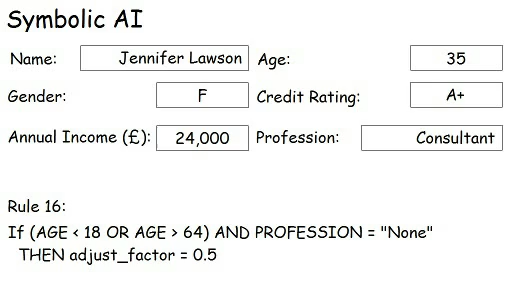 Symbolic AI
Name: Jennifer Lawson Age: 35
Gender: F Credit Rating: A+
Annual Income (£): 24,000 Profession: Consultant
Rule 16:
If (AGE < 18 OR AGE > 64) AND PROFESSION = "None"
THEN adjust_factor = 0.5